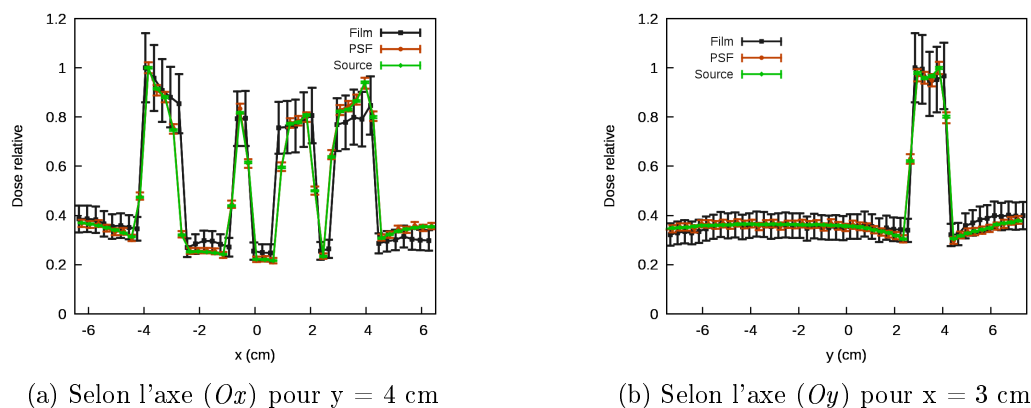 1.2
1
0.8
0.6
0.4
0.2
0
Dose relative
Film
PSF
Source
-6
-4
-2
0
2
4
6
x (cm)
(a) Selon l'axe (Ox) pour y = 4 cm
1.2
1
0.8
0.6
0.4
0.2
0
Dose relative
Film
PSF
Source
-6
-4
-2
0
2
4
6
y (cm)
(b) Selon l'axe (Oy) pour x = 3 cm